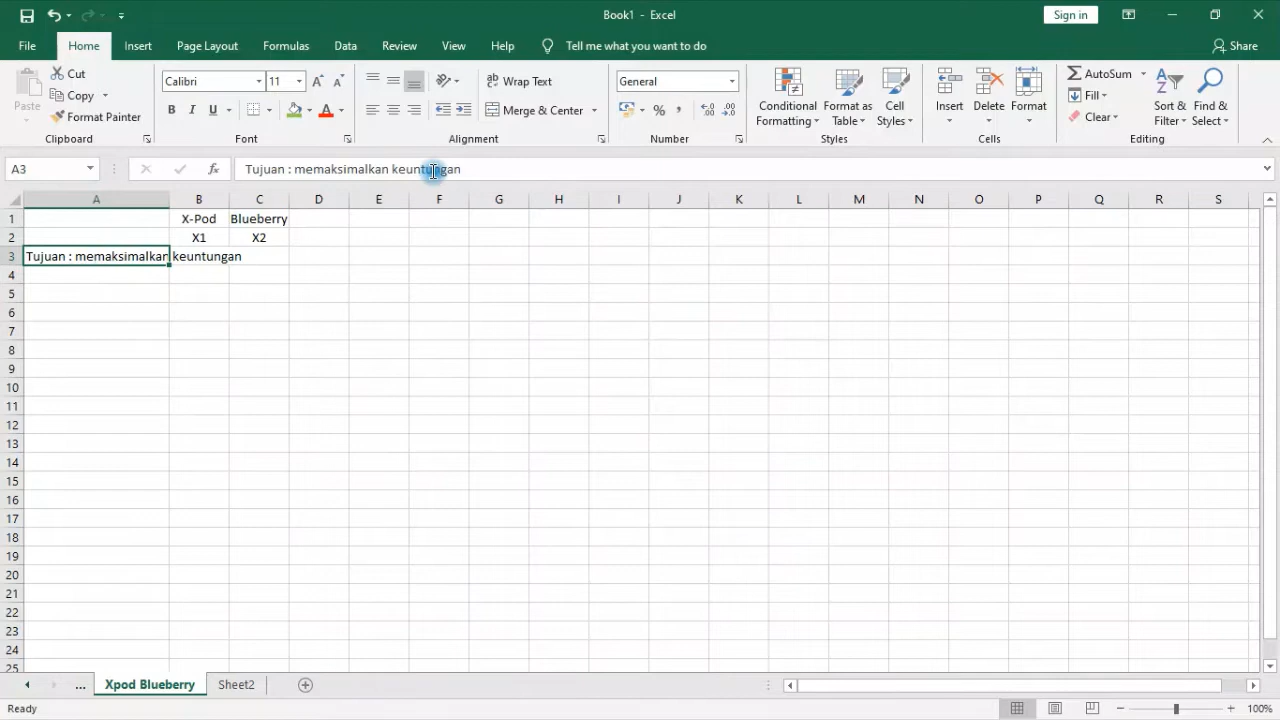 Book1 - Excel
Sign in
File Home Insert Page Layout Formulas Data Review View Help Tell me what you want to do Share
Paste Cut
Copy
Format Painter
Clipboard
Calibri 11
B I U A
Font
Wrap Text
Merge & Center
Alignment
General
%
Number
Conditional Formatting
Format as Table
Cell Styles
Styles
Insert Delete Format
Cells
AutoSum
Fill
Clear
Sort & Filter
Find & Select
Editing
A3 fx Tujuan : memaksimalkan keuntungan
A B C D E F G H I J K L M N O P Q R S
1 X-Pod Blueberry
2 X1 X2
3 Tujuan : memaksimalkan keuntungan
4
5
6
7
8
9
10
11
12
13
14
15
16
17
18
19
20
21
22
23
24
25
... Xpod Blueberry Sheet2
Ready 100%